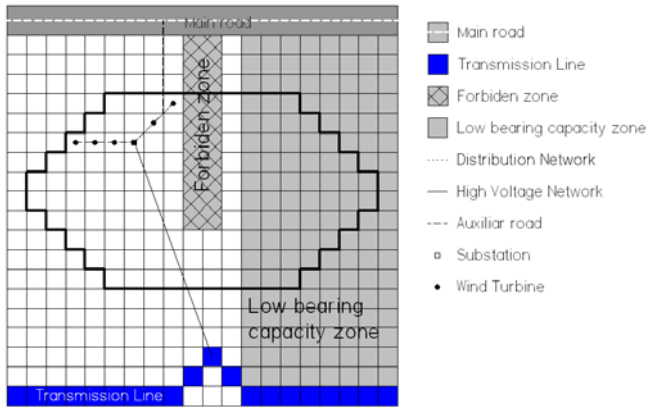 Main road
Forbiden zone
Low bearing
capacity zone
Transmission Line
Main road
Transmission Line
Forbiden zone
Low bearing capacity zone
Distribution Network
High Voltage Network
Auxiliar road
Substation
Wind Turbine